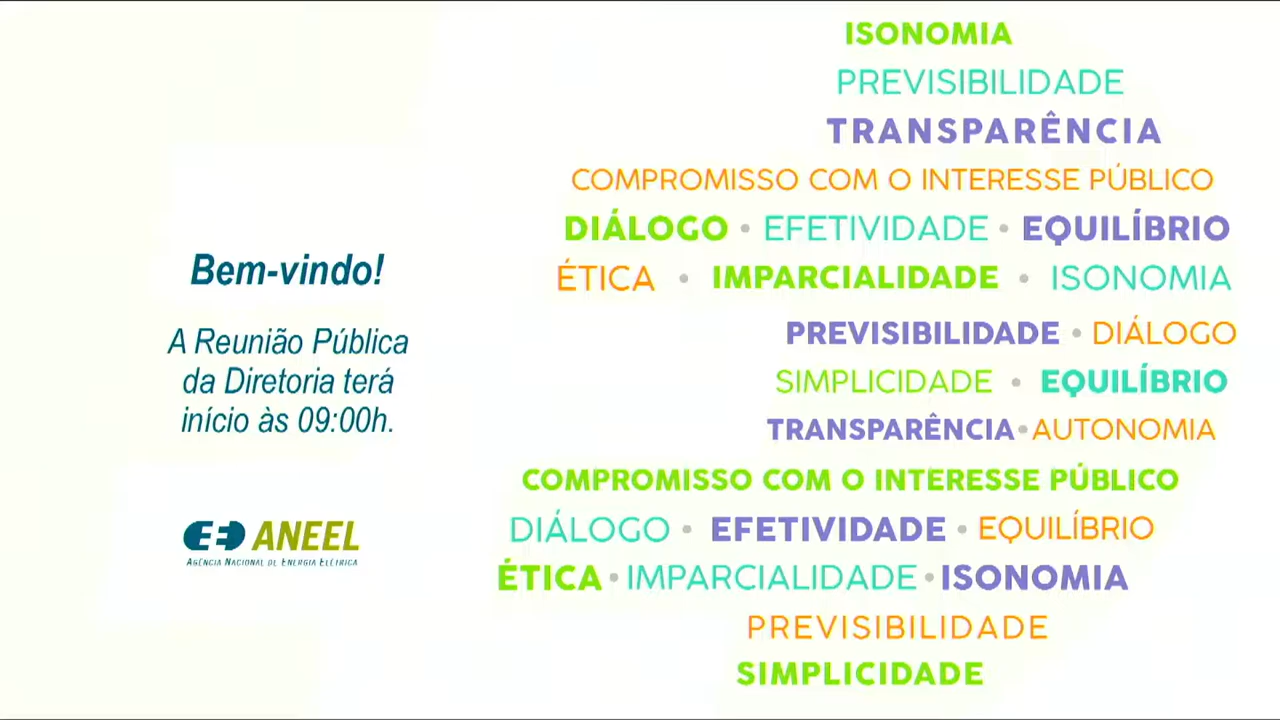 Bem-vindo!
A Reunião Pública
da Diretoria terá
início às 09:00h.
ANEEL
AGÊNCIA NACIONAL DE ENERGIA ELÉTRICA
ISONOMIA
PREVISIBILIDADE
TRANSPARÊNCIA
COMPROMISSO COM O INTERESSE PÚBLICO
DIÁLOGO • EFETIVIDADE • EQUILÍBRIO
ÉTICA • IMPARCIALIDADE • ISONOMIA
PREVISIBILIDADE • DIÁLOGO
SIMPLICIDADE • EQUILÍBRIO
TRANSPARÊNCIA • AUTONOMIA
COMPROMISSO COM O INTERESSE PÚBLICO
DIÁLOGO • EFETIVIDADE • EQUILÍBRIO
ÉTICA • IMPARCIALIDADE • ISONOMIA
PREVISIBILIDADE
SIMPLICIDADE